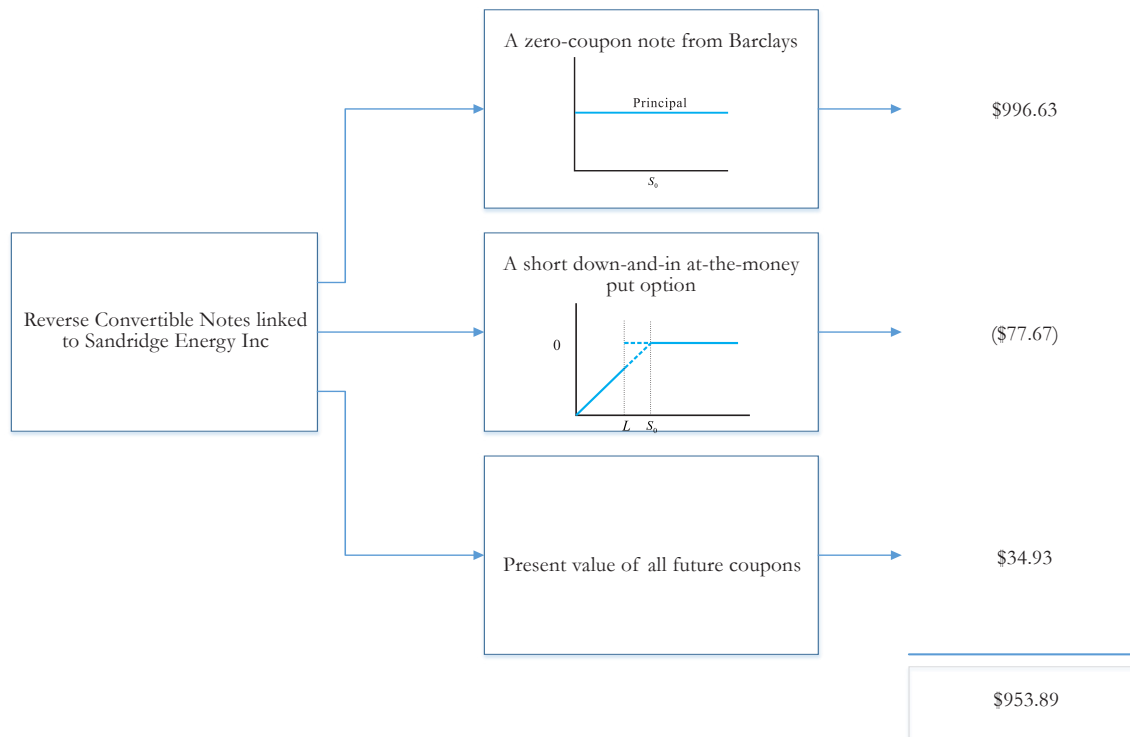 A zero-coupon note from Barclays
Principal
S₀
$996.63
Reverse Convertible Notes linked
to Sandridge Energy Inc
A short down-and-in at-the-money
put option
0
L S₀
($77.67)
Present value of all future coupons
$34.93
$953.89